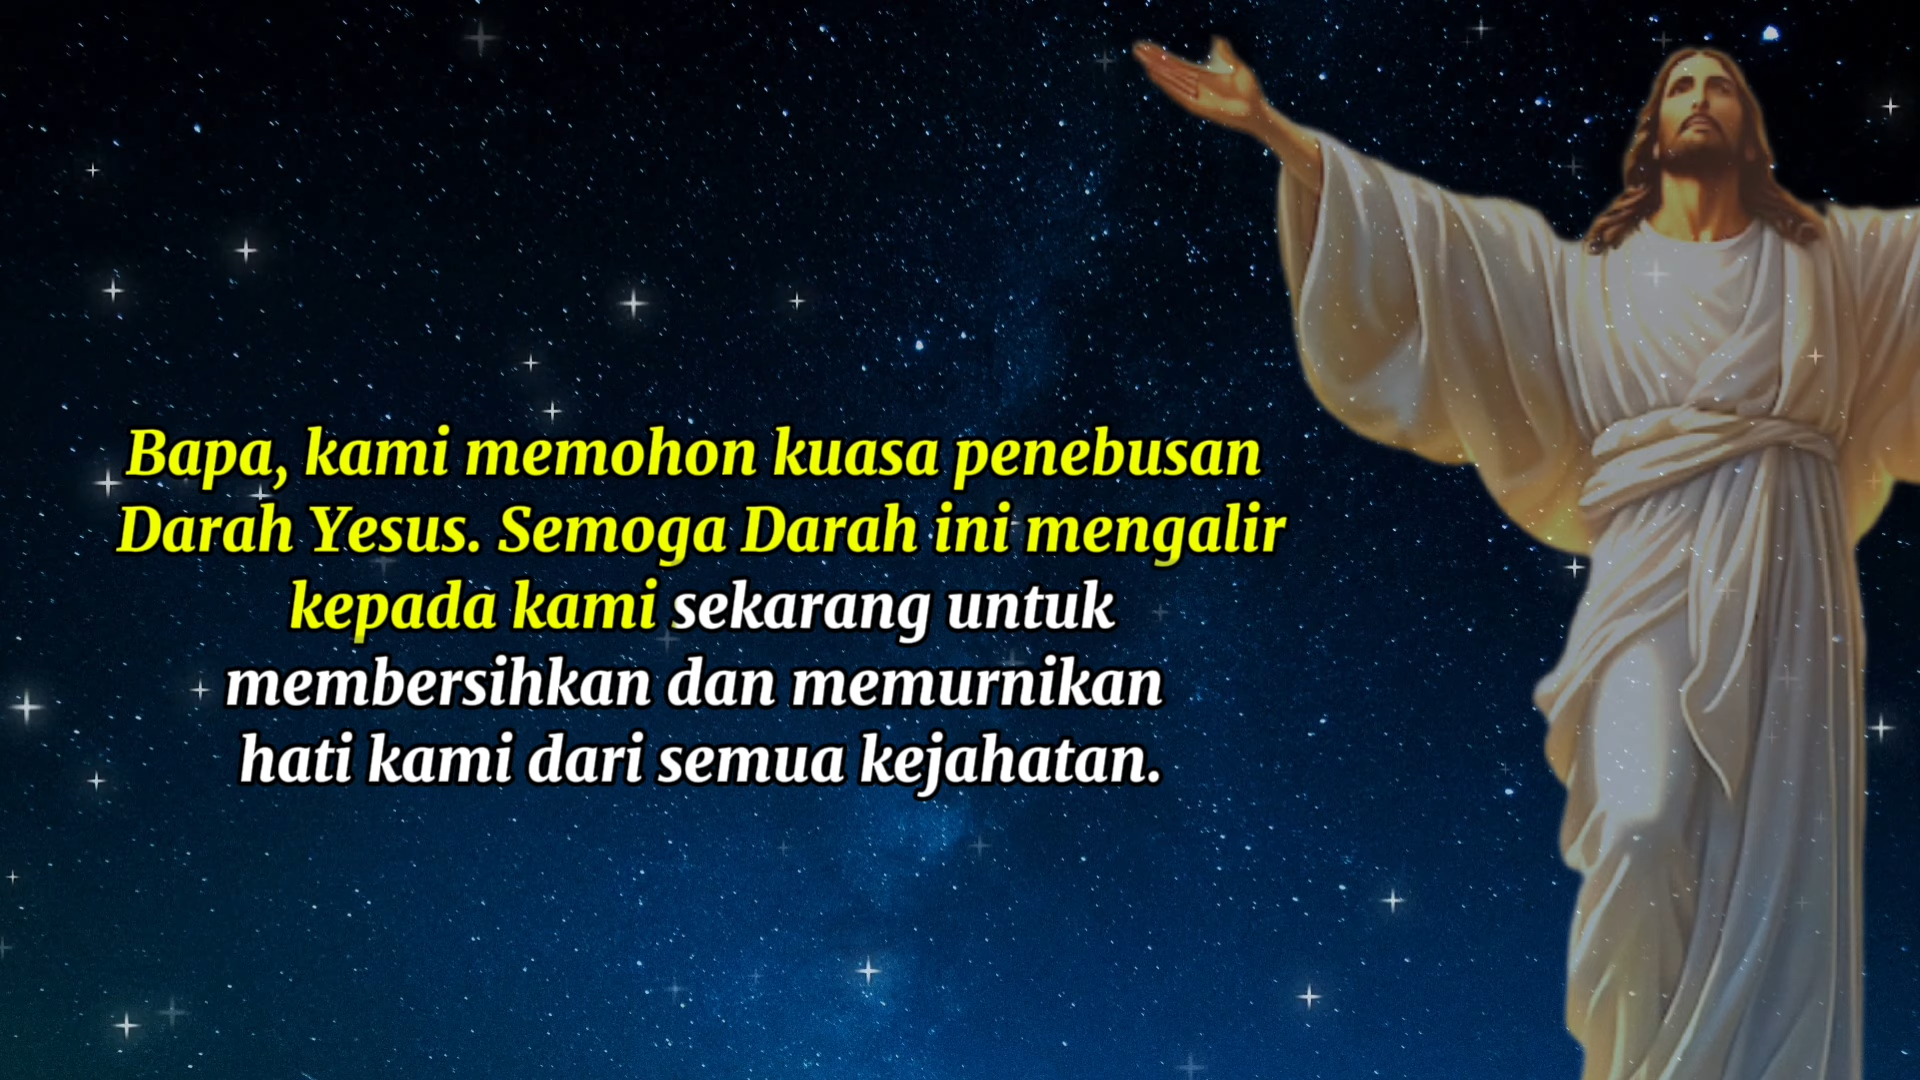 Bapa, kami memohon kuasa penebusan
Darah Yesus. Semoga Darah ini mengalir
kepada kami sekarang untuk
membersihkan dan memurnikan
hati kami dari semua kejahatan.